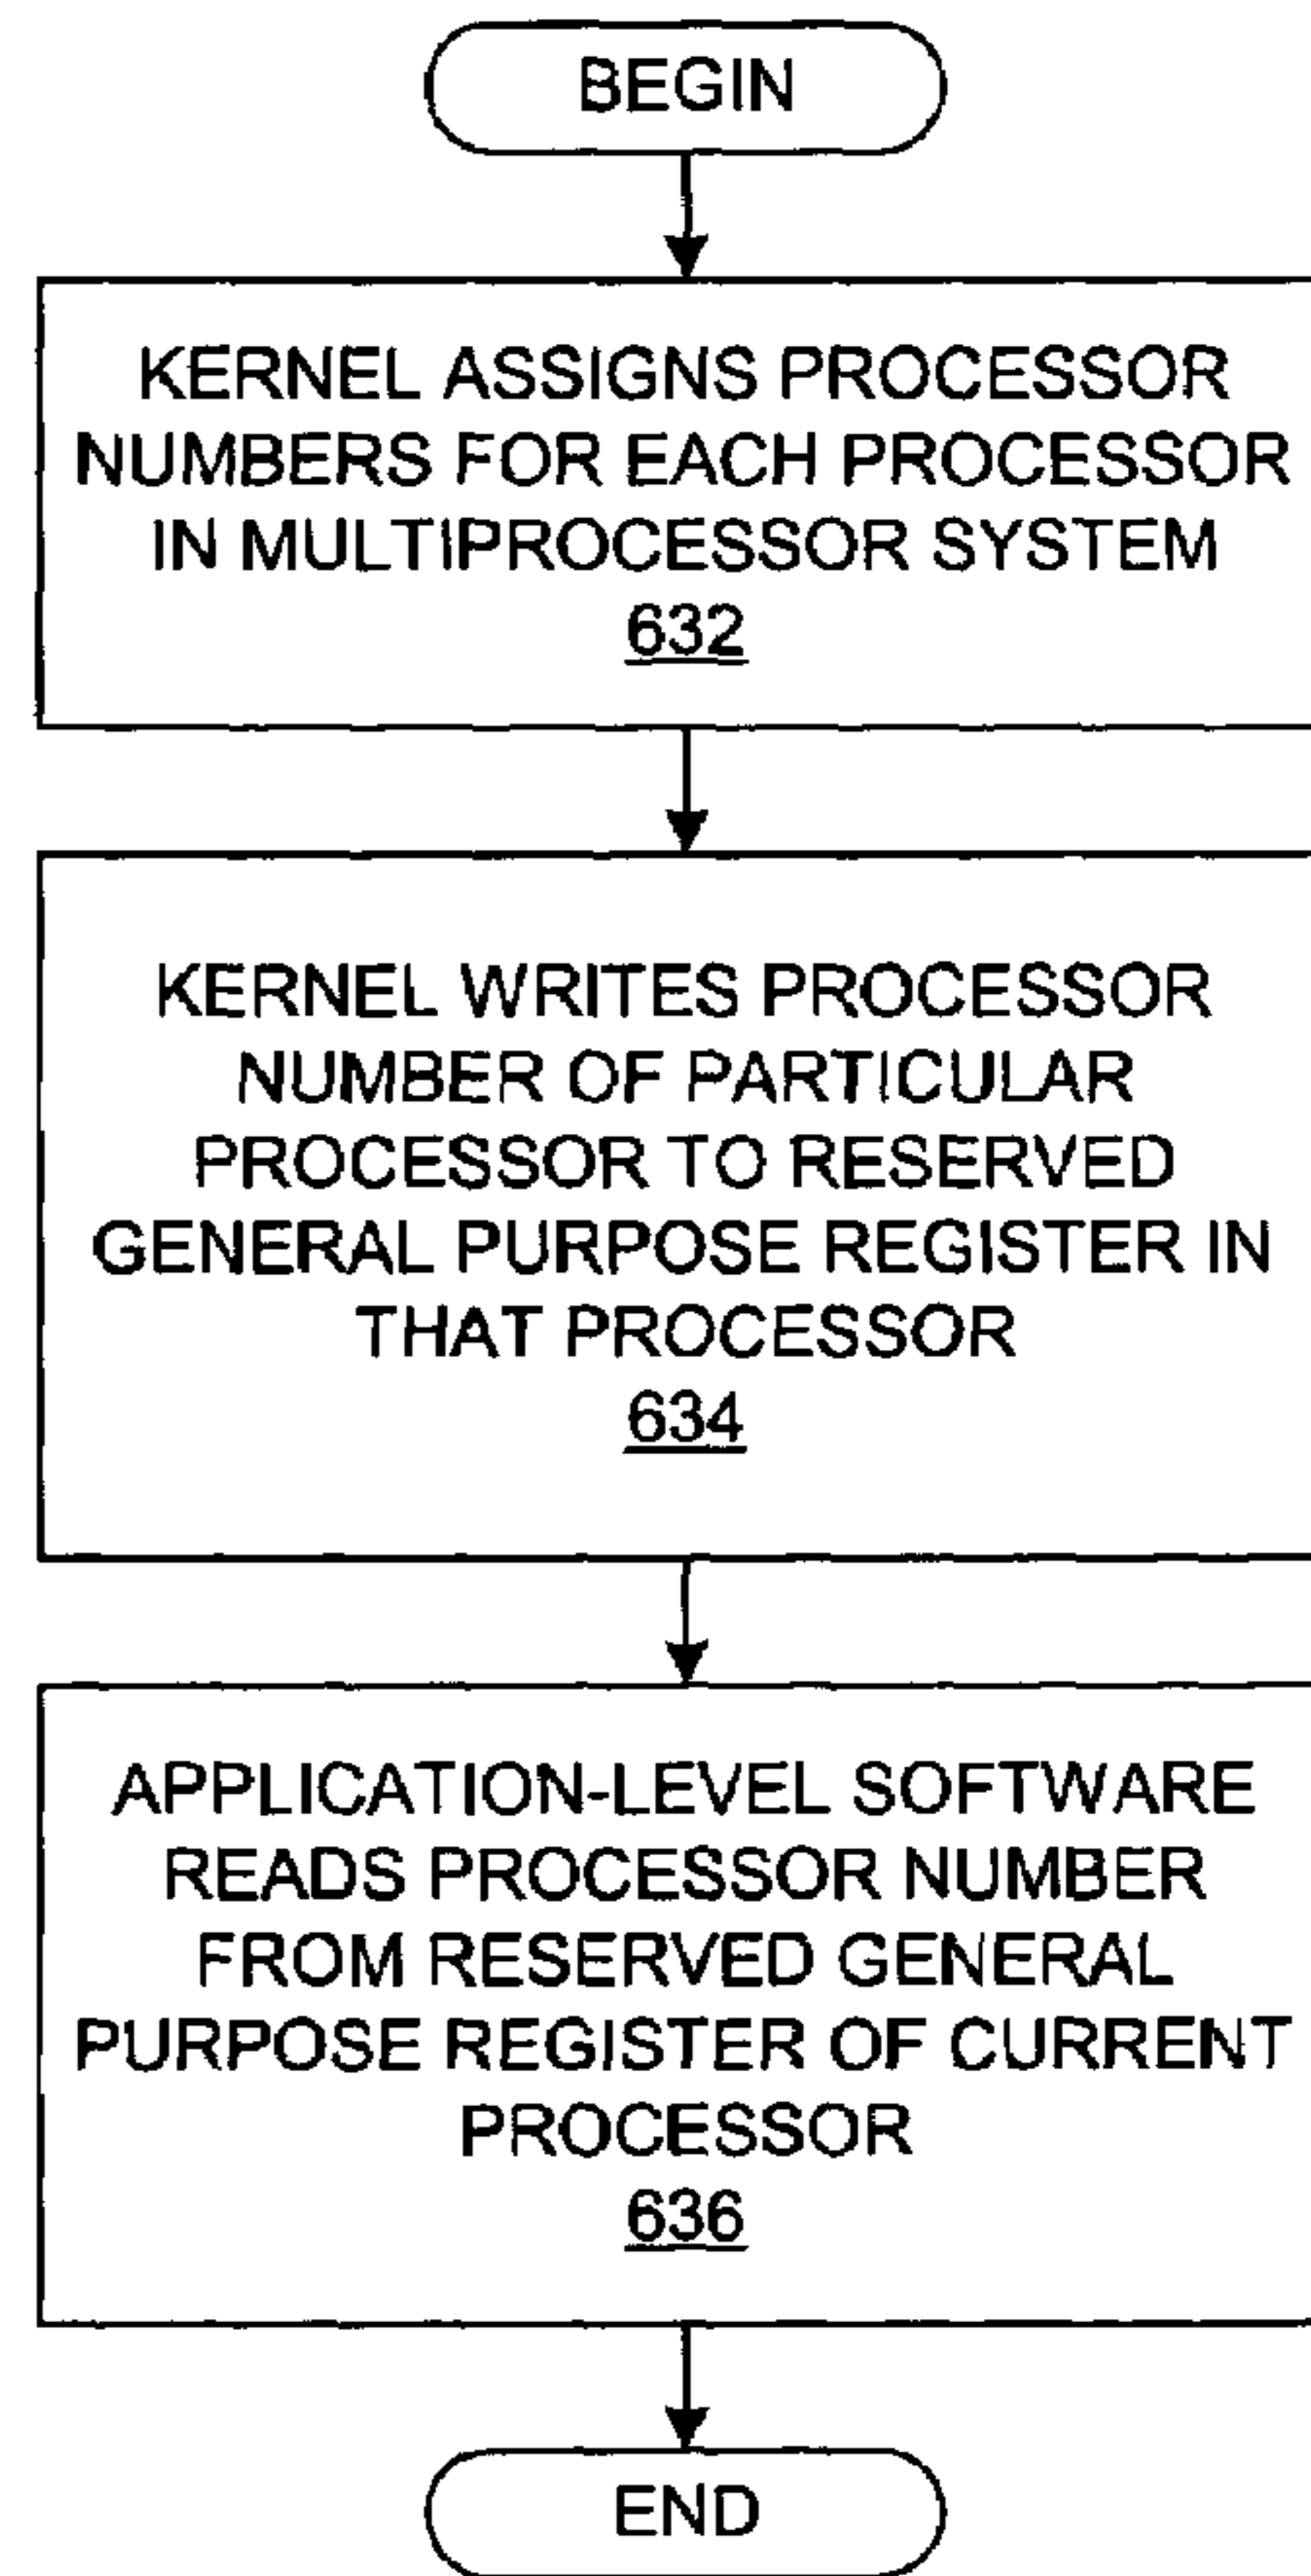 BEGIN
KERNEL ASSIGNS PROCESSOR
NUMBERS FOR EACH PROCESSOR
IN MULTIPROCESSOR SYSTEM
632
KERNEL WRITES PROCESSOR
NUMBER OF PARTICULAR
PROCESSOR TO RESERVED
GENERAL PURPOSE REGISTER IN
THAT PROCESSOR
634
APPLICATION-LEVEL SOFTWARE
READS PROCESSOR NUMBER
FROM RESERVED GENERAL
PURPOSE REGISTER OF CURRENT
PROCESSOR
636
END